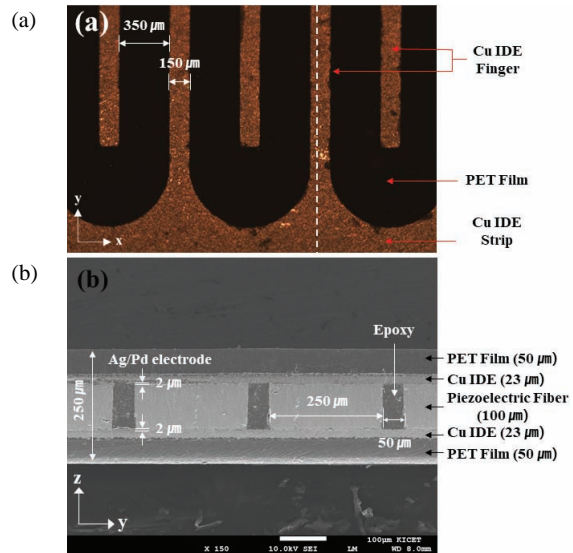 (a)
(a)
350 ㎛
150 ㎛
Cu IDE
Finger
PET Film
Cu IDE
Strip
y
x
(b)
(b)
Epoxy
Ag/Pd electrode
PET Film (50 ㎛)
2 ㎛
Cu IDE (23 ㎛)
250 ㎛
250 ㎛
Piezoelectric Fiber
(100 ㎛)
2 ㎛
50 ㎛
Cu IDE (23 ㎛)
PET Film (50 ㎛)
z
y
100μm KICET
X 150 10.0kV SEI LM WD 8.0mm